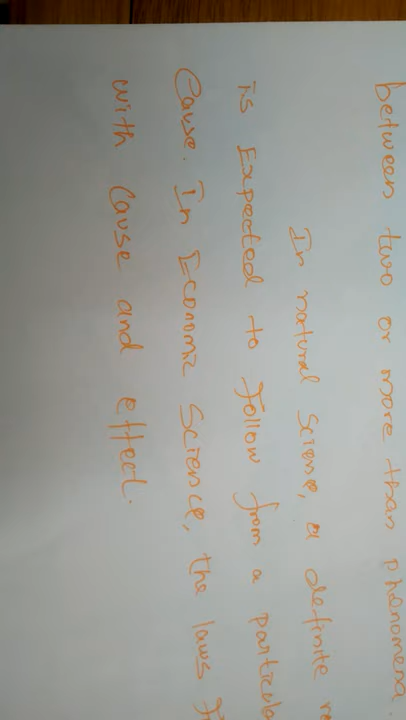 between two or more than phenomena.
In natural Science, a definite
is Expected to follow from a
Cause. In Economic Science, the laws
with cause and effect.